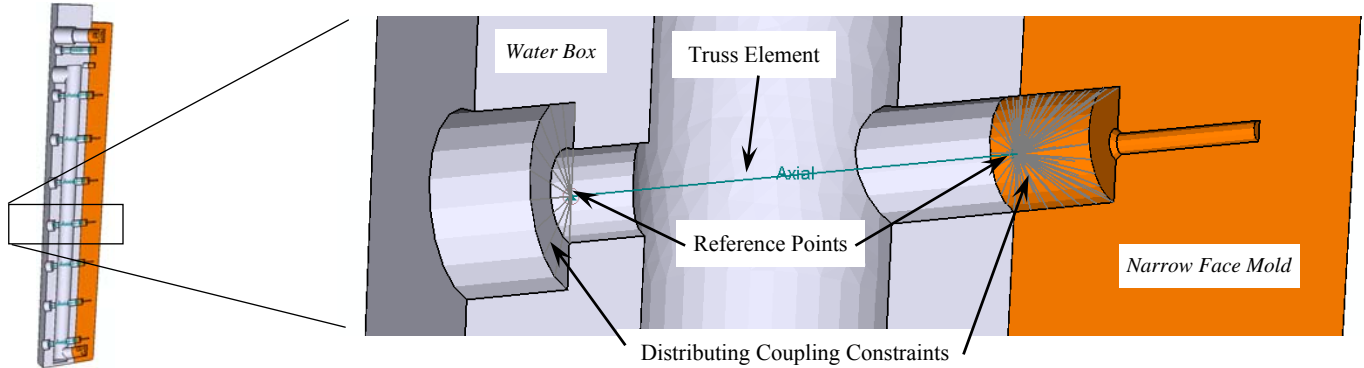 Water Box
Truss Element
Axial
Reference Points
Narrow Face Mold
Distributing Coupling Constraints